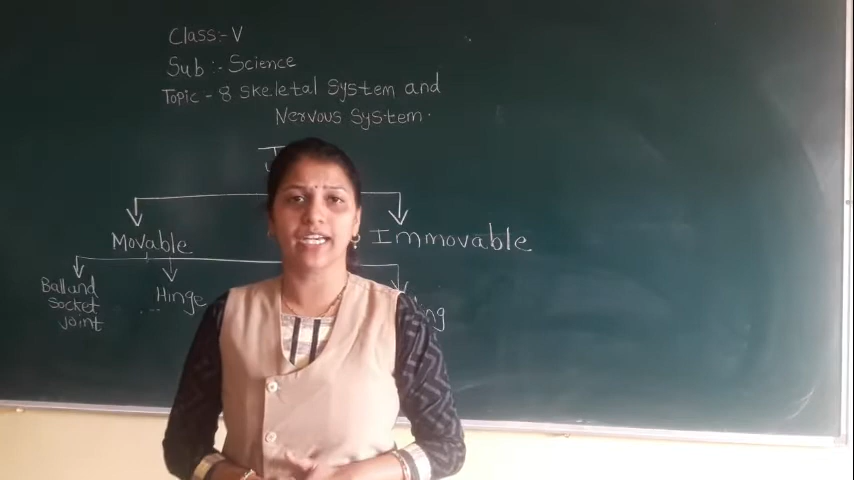 Class:- V
Sub :- Science
Topic - 8 Skeletal System and
Nervous System.
Movable
Immovable
Ball and
Socket
joint
Hinge